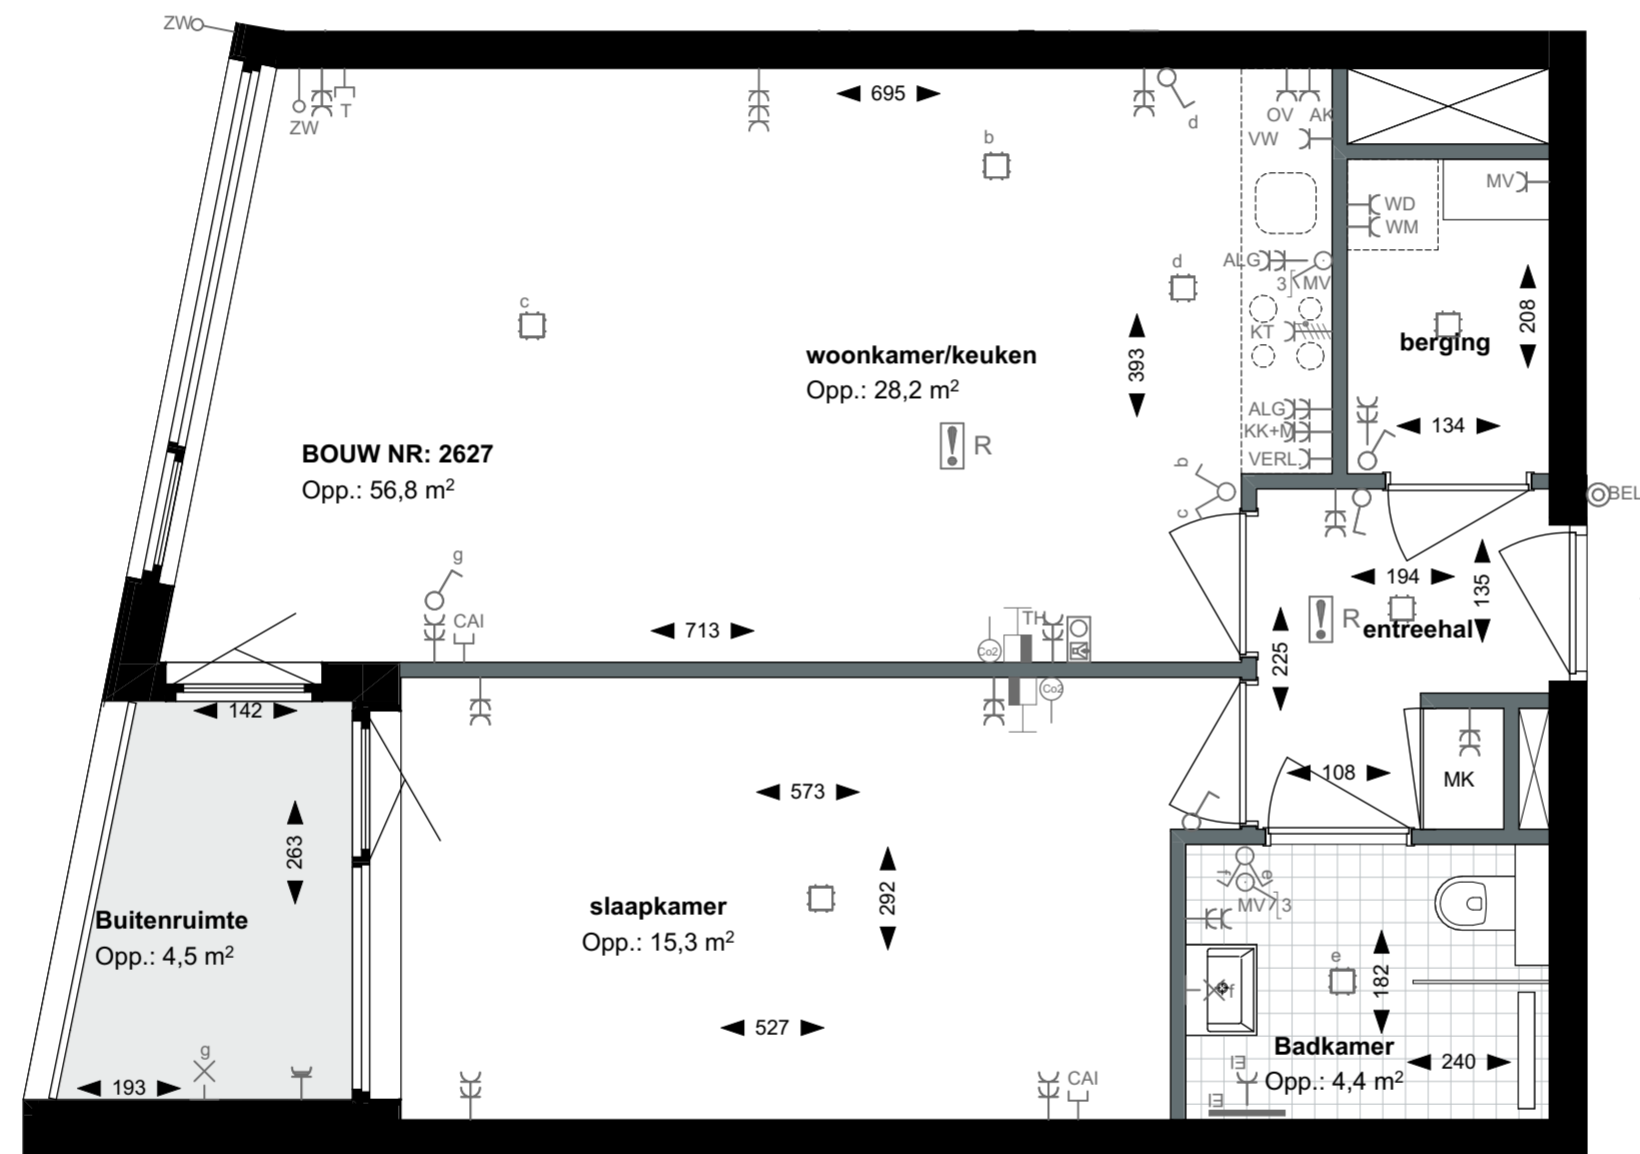 ZW
695
ZW
T
d
OV AK
VW
b
MV
WD
WM
c
d
ALG
3 MV
KT
woonkamer/keuken
Opp.: 28,2 m²
393
berging
208
ALG
KK+M
VERL.
134
R
BOUW NR: 2627
Opp.: 56,8 m²
b
c
BEL
g
CAI
713
Co2
TH
194
135
R
entreehal
225
142
Co2
573
108
MK
263
slaapkamer
Opp.: 15,3 m²
292
Buitenruimte
Opp.: 4,5 m²
f e
MV 3
e
182
f
527
Badkamer
Opp.: 4,4 m²
240
g
193
CAI
E
E